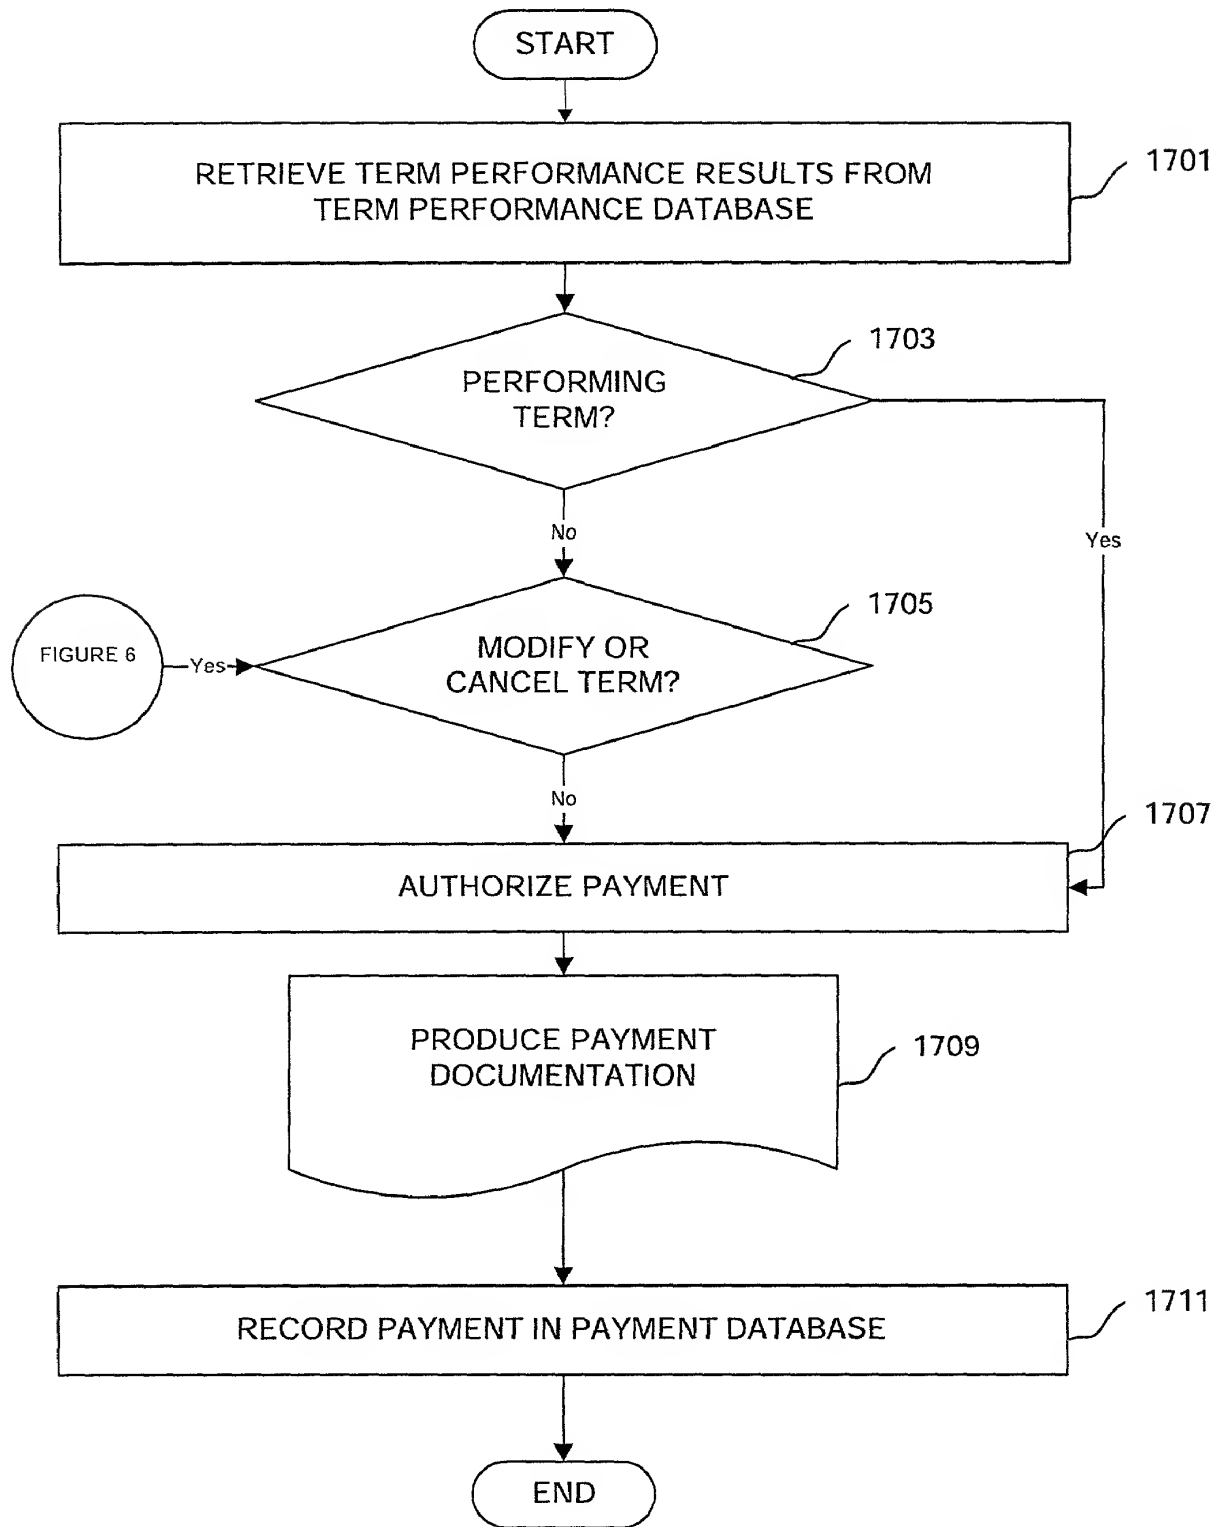 START
RETRIEVE TERM PERFORMANCE RESULTS FROM
TERM PERFORMANCE DATABASE
1701
1703
PERFORMING
TERM?
No
Yes
1705
FIGURE 6
Yes
MODIFY OR
CANCEL TERM?
No
1707
AUTHORIZE PAYMENT
PRODUCE PAYMENT
DOCUMENTATION
1709
1711
RECORD PAYMENT IN PAYMENT DATABASE
END